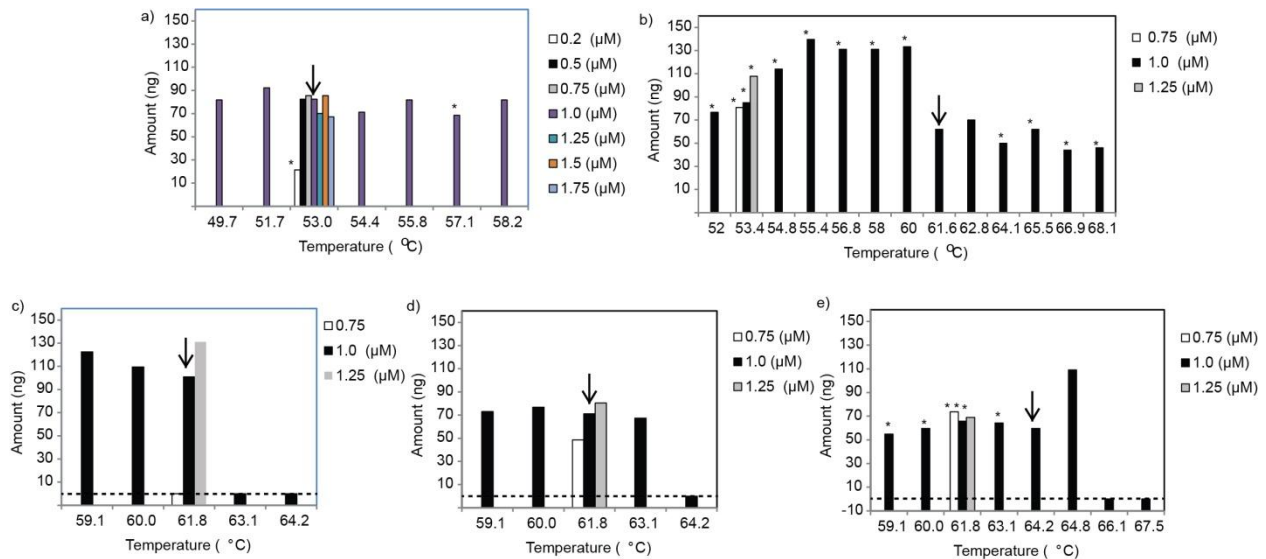 a)
150
130
110
90
70
50
30
10
Amount (ng)
*
*
49.7 51.7 53.0 54.4 55.8 57.1 58.2
Temperature ( ⁰C)
0.2 (µM)
0.5 (µM)
0.75 (µM)
1.0 (µM)
1.25 (µM)
1.5 (µM)
1.75 (µM)
b)
150
130
110
90
70
50
30
10
Amount (ng)
* * * * * * * * * * * * *
52 53.4 54.8 55.4 56.8 58 60 61.6 62.8 64.1 65.5 66.9 68.1
Temperature ( ⁰C)
0.75 (µM)
1.0 (µM)
1.25 (µM)
c)
150
130
110
90
70
50
30
10
Amount (ng)
59.1 60.0 61.8 63.1 64.2
Temperature ( °C)
0.75
1.0 (µM)
1.25 (µM)
d)
150
130
110
90
70
50
30
10
Amount (ng)
59.1 60.0 61.8 63.1 64.2
Temperature ( °C)
0.75 (µM)
1.0 (µM)
1.25 (µM)
e)
150
130
110
90
70
50
30
10
-10
Amount (ng)
* * * * * *
59.1 60.0 61.8 63.1 64.2 64.8 66.1 67.5
Temperature ( °C)
0.75 (µM)
1.0 (µM)
1.25 (µM)